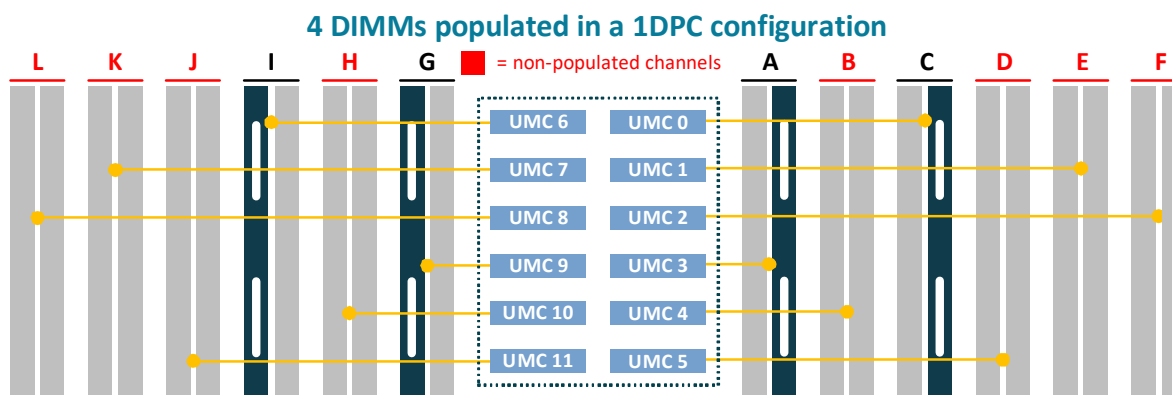 4 DIMMs populated in a 1DPC configuration
L K J I H G = non-populated channels A B C D E F
UMC 6 UMC 0
UMC 7 UMC 1
UMC 8 UMC 2
UMC 9 UMC 3
UMC 10 UMC 4
UMC 11 UMC 5